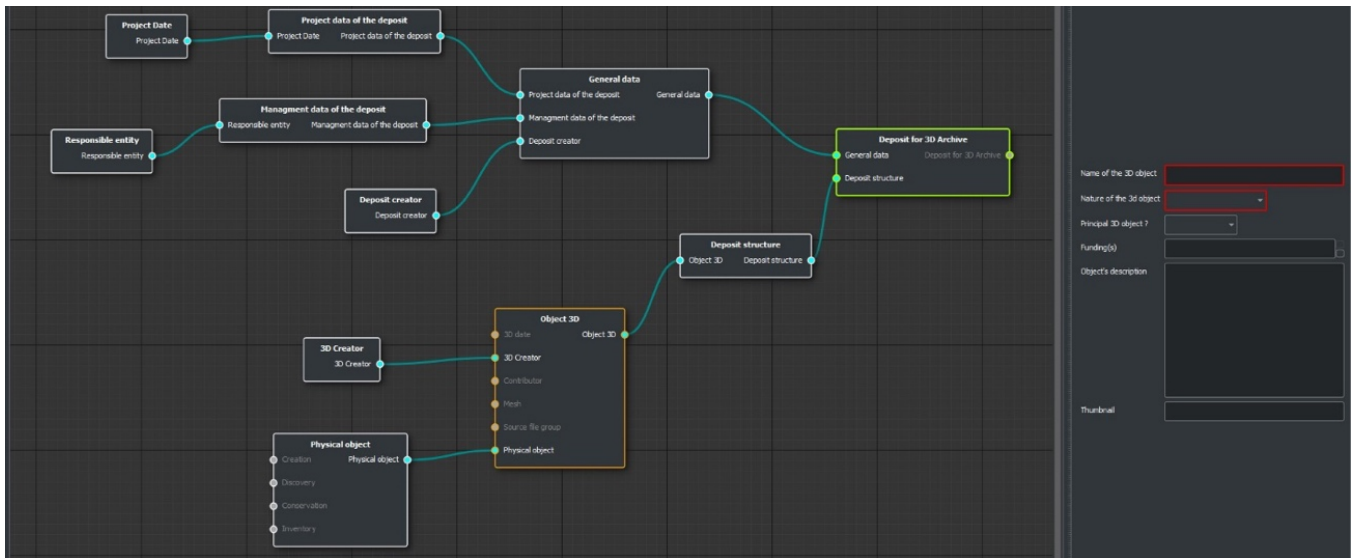 Project Date
Project Date
Project data of the deposit
Project Date Project data of the deposit
General data
Project data of the deposit General data
Managment data of the deposit
Deposit creator
Managment data of the deposit
Responsible entity Managment data of the deposit
Responsible entity
Responsible entity
Deposit creator
Deposit creator
Deposit for 3D Archive
General data Deposit for 3D Archive
Deposit structure
Deposit structure
Object 3D Deposit structure
Object 3D
3D date Object 3D
3D Creator
Contributor
Mesh
Source file group
Physical object
3D Creator
3D Creator
Physical object
Creation Physical object
Discovery
Conservation
Inventory
Name of the 3D object
Nature of the 3d object
Principal 3D object ?
Funding(s)
Object's description
Thumbnail